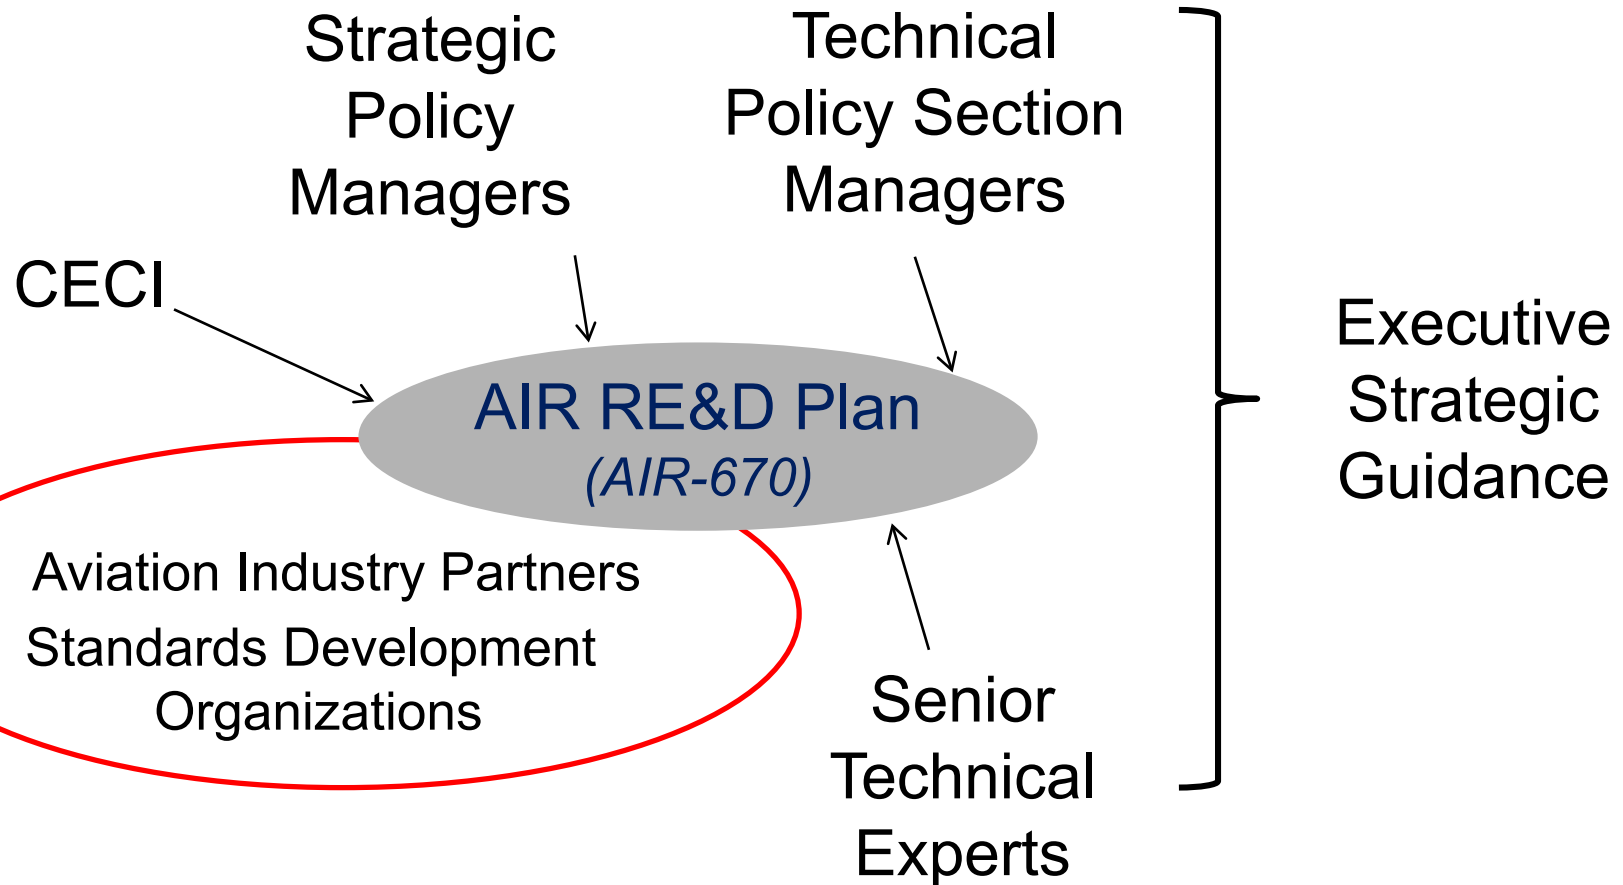 Strategic
Policy
Managers
Technical
Policy Section
Managers
CECI
AIR RE&D Plan
(AIR-670)
Executive
Strategic
Guidance
Aviation Industry Partners
Standards Development
Organizations
Senior
Technical
Experts